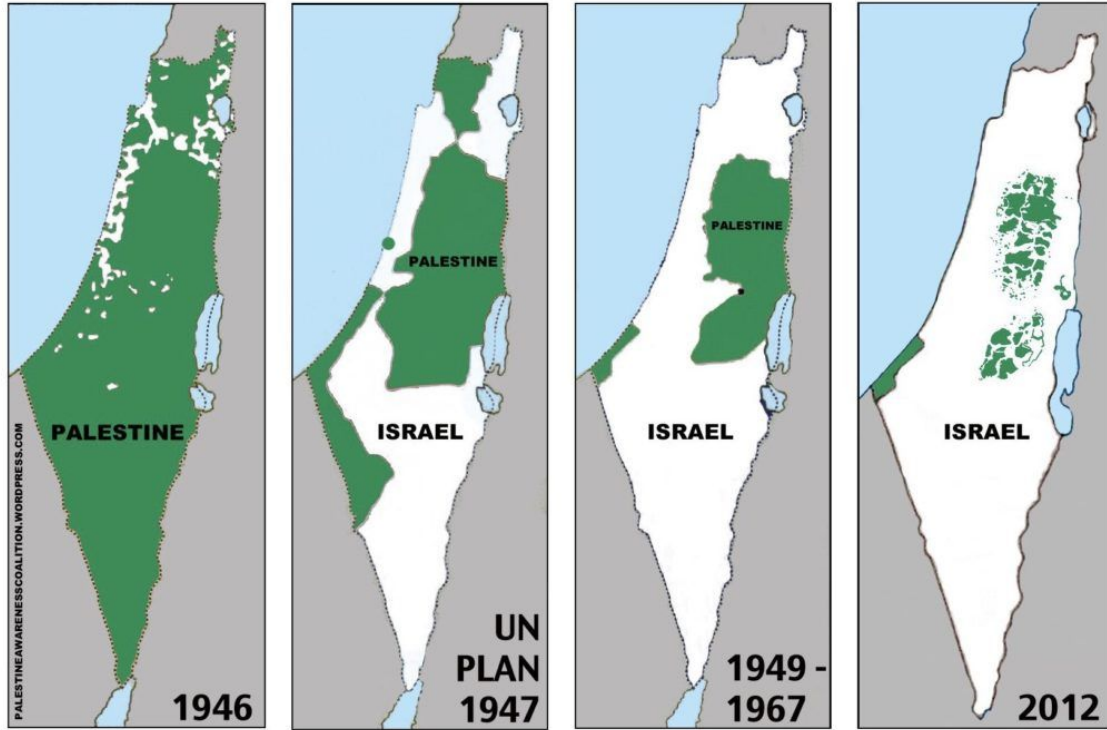 PALESTINEAWARENESSCOALITION.WORDPRESS.COM
PALESTINE
1946
PALESTINE
ISRAEL
UN
PLAN
1947
PALESTINE
ISRAEL
1949 -
1967
ISRAEL
2012